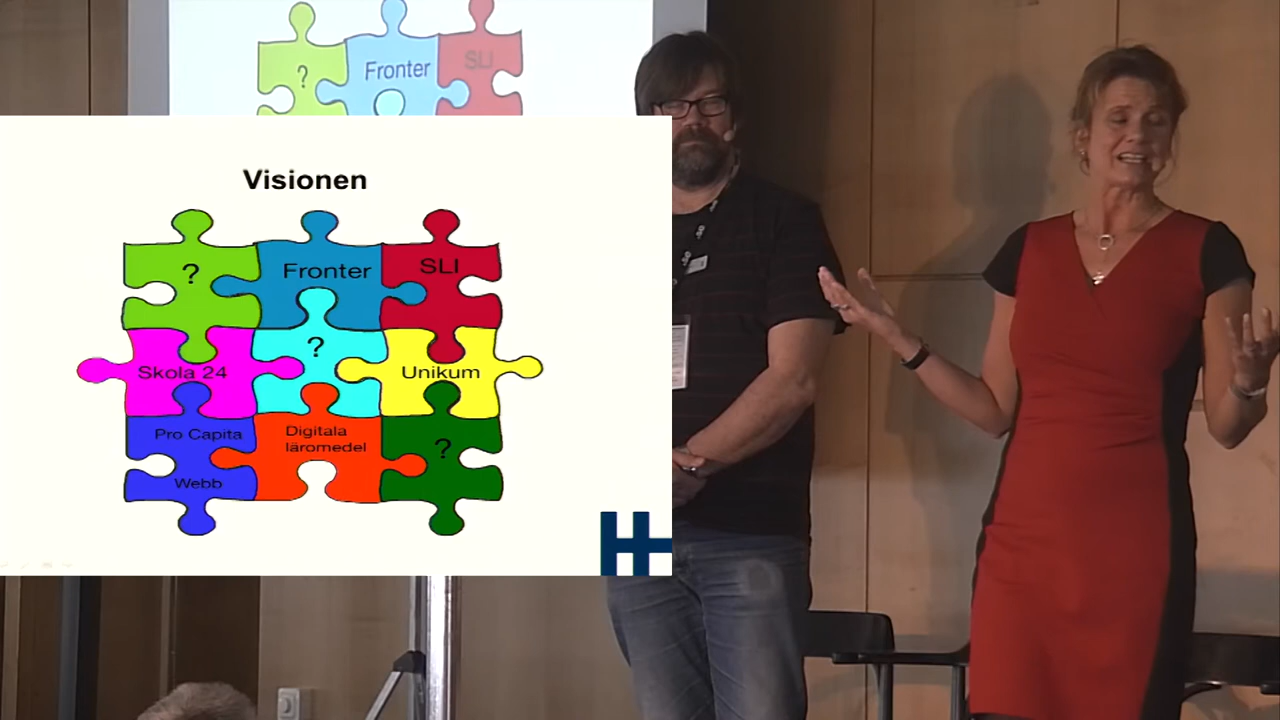 ?
Fronter
SLI
Visionen
?
Fronter
SLI
Skola 24
?
Unikum
Pro Capita
Webb
Digitala
läromedel
?
H